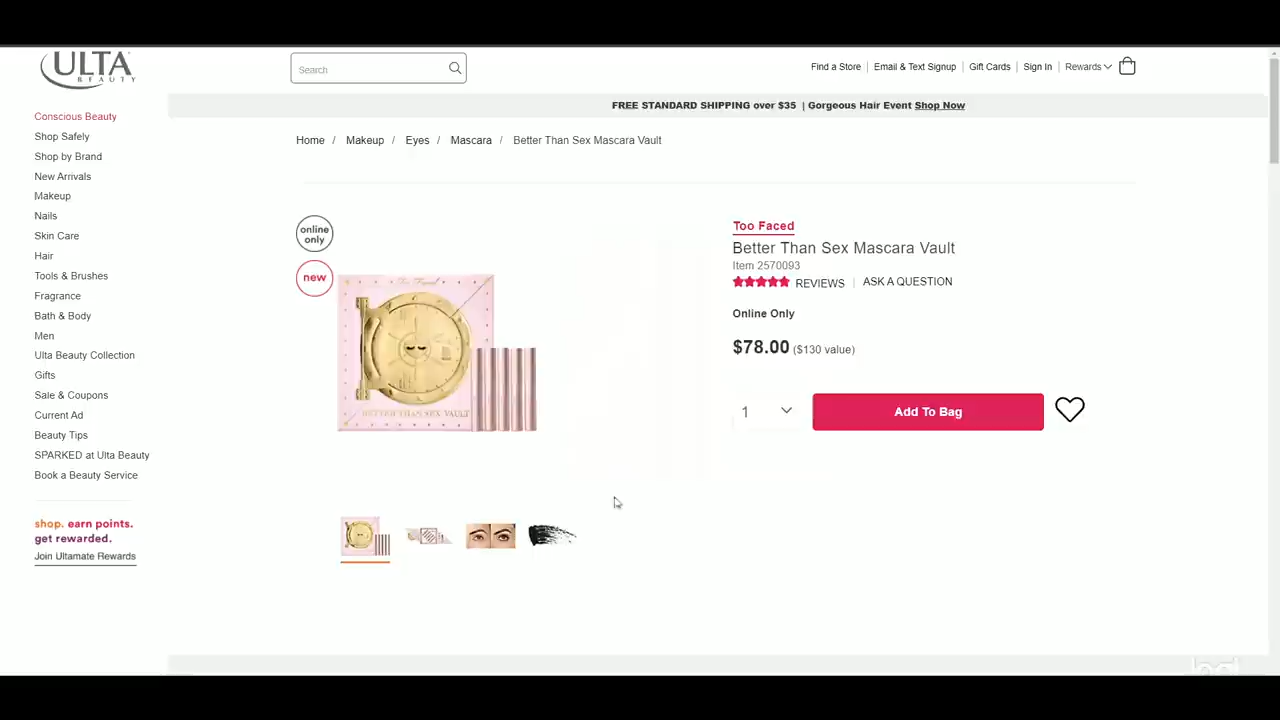 ULTA
BEAUTY
Search
Find a Store
Email & Text Signup
Gift Cards
Sign In
Rewards
FREE STANDARD SHIPPING over $35 | Gorgeous Hair Event Shop Now
Conscious Beauty
Shop Safely
Shop by Brand
New Arrivals
Makeup
Nails
Skin Care
Hair
Tools & Brushes
Fragrance
Bath & Body
Men
Ulta Beauty Collection
Gifts
Sale & Coupons
Current Ad
Beauty Tips
SPARKED at Ulta Beauty
Book a Beauty Service
shop. earn points.
get rewarded.
Join Ultamate Rewards
Home / Makeup / Eyes / Mascara / Better Than Sex Mascara Vault
online
only
new
Too Faced
BETTER THAN SEX VAULT
Too Faced
Better Than Sex Mascara Vault
Item 2570093
REVIEWS
ASK A QUESTION
Online Only
$78.00 ($130 value)
1
Add To Bag